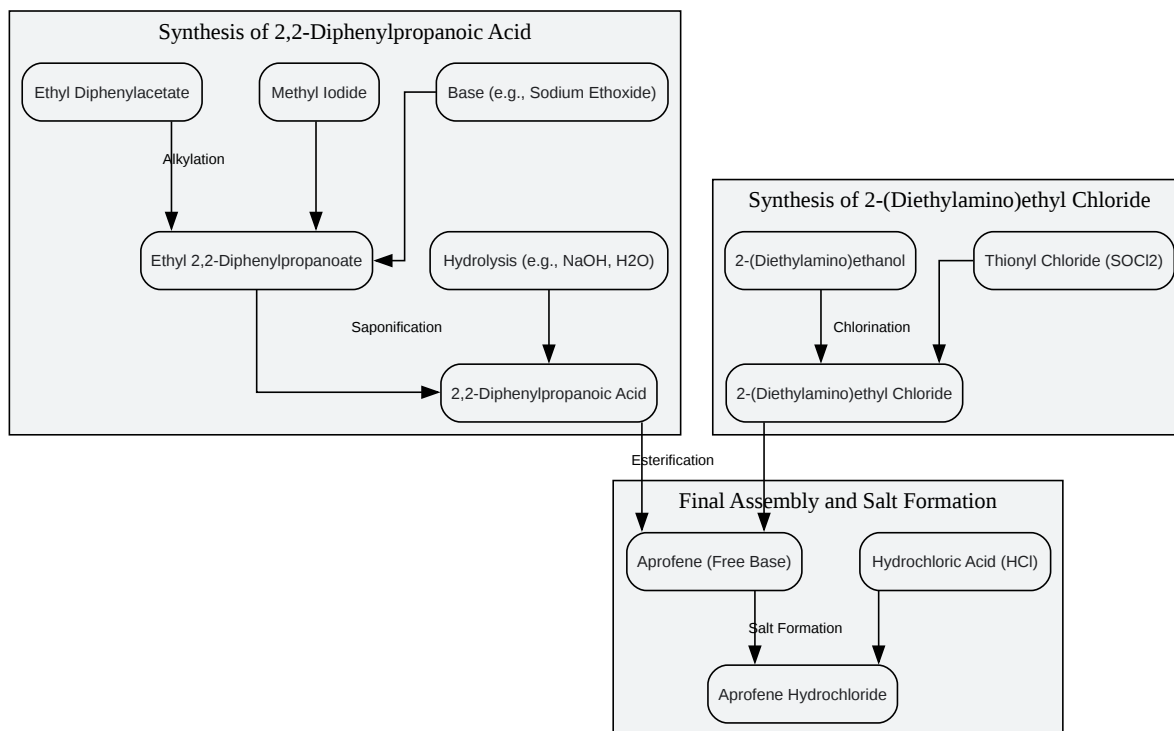 Synthesis of 2,2-Diphenylpropanoic Acid
Ethyl Diphenylacetate
Methyl Iodide
Base (e.g., Sodium Ethoxide)
Alkylation
Ethyl 2,2-Diphenylpropanoate
Hydrolysis (e.g., NaOH, H2O)
Saponification
2,2-Diphenylpropanoic Acid
Synthesis of 2-(Diethylamino)ethyl Chloride
2-(Diethylamino)ethanol
Thionyl Chloride (SOCl2)
Chlorination
2-(Diethylamino)ethyl Chloride
Esterification
Final Assembly and Salt Formation
Aprofene (Free Base)
Hydrochloric Acid (HCl)
Salt Formation
Aprofene Hydrochloride